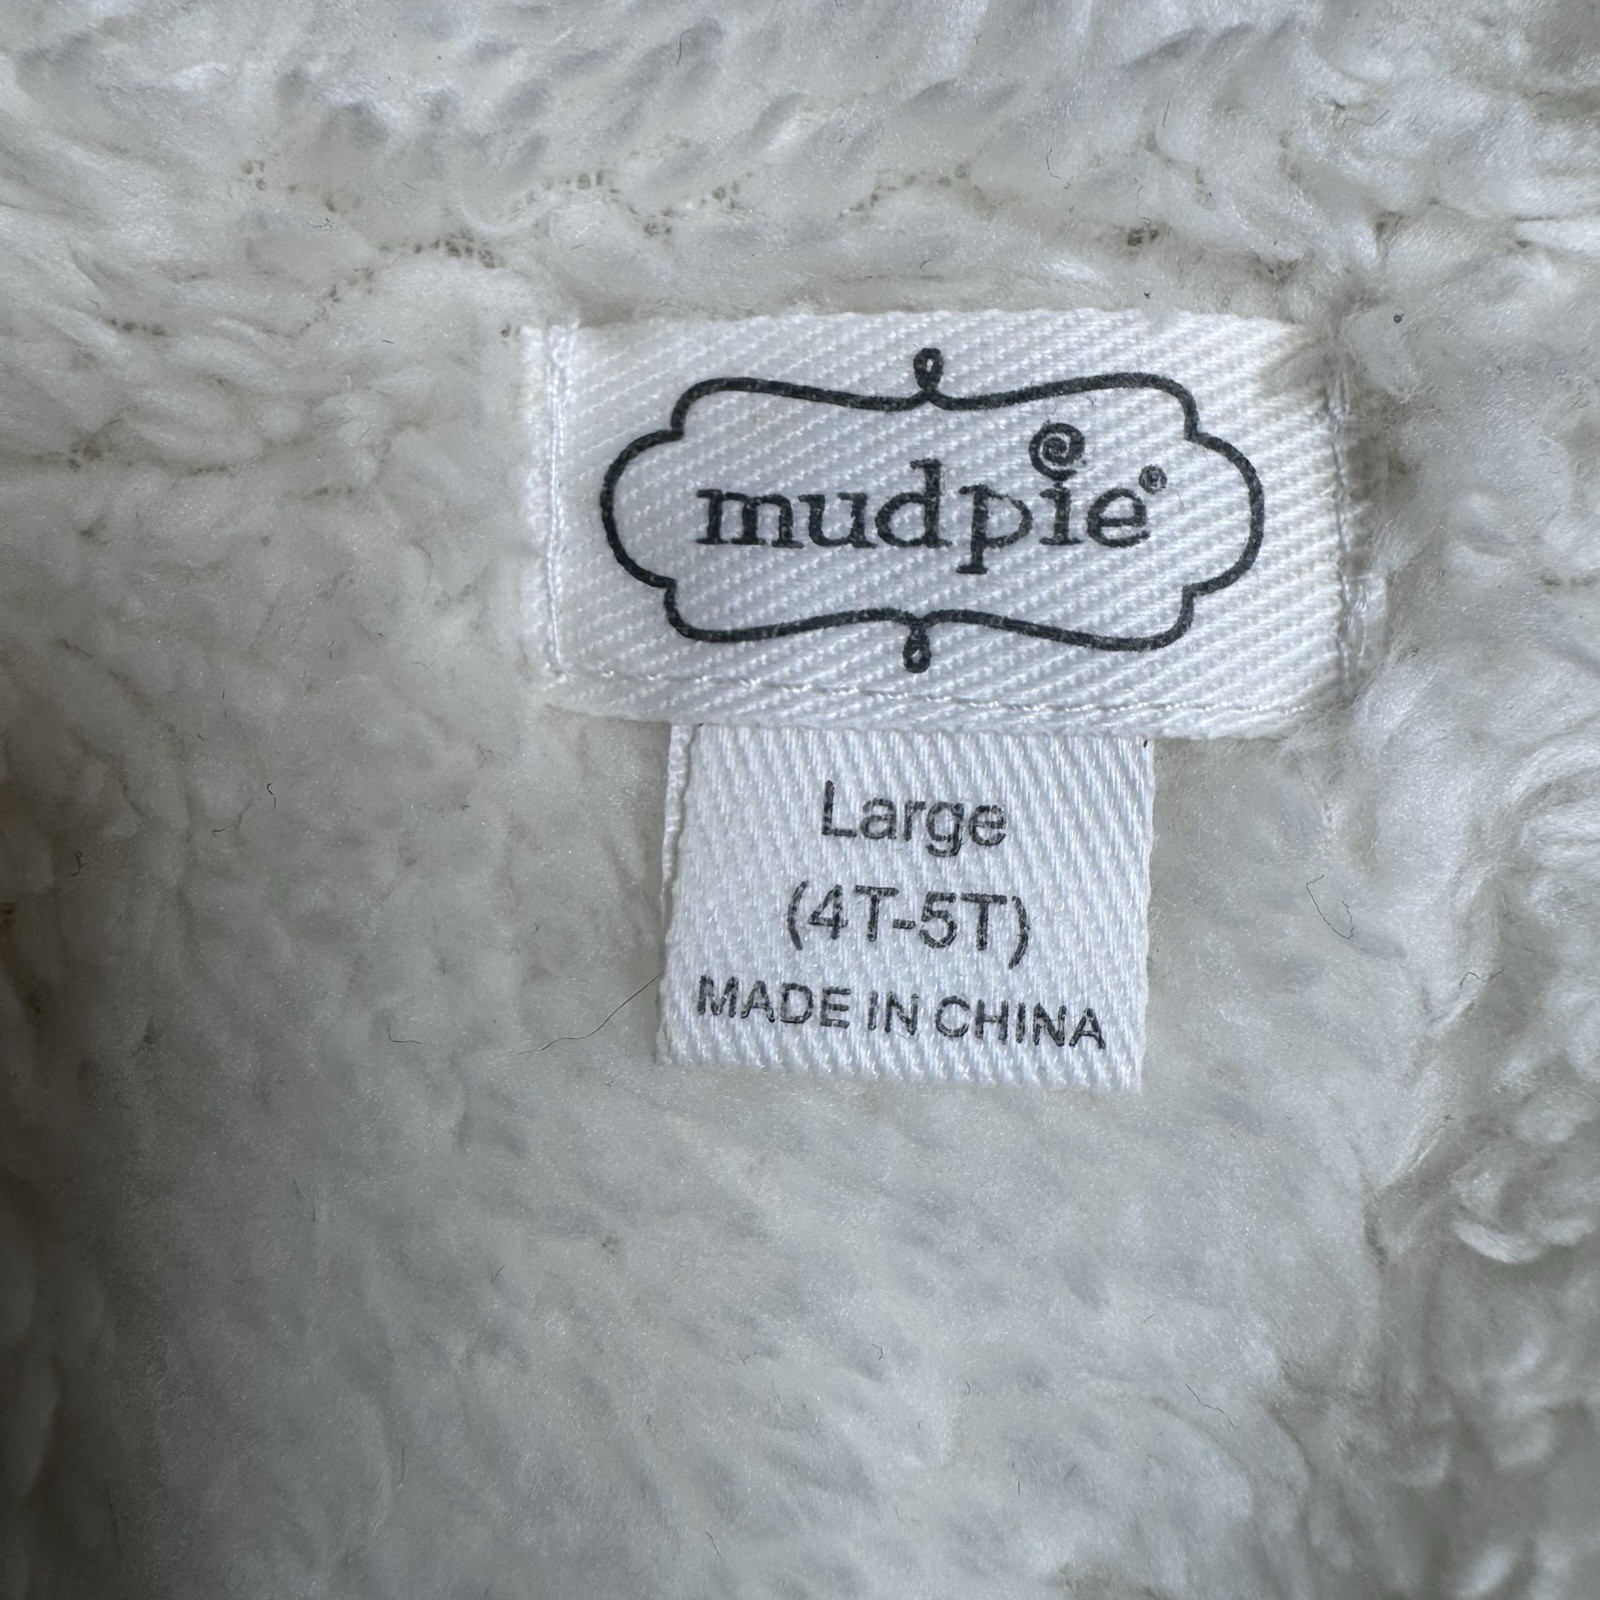 mudpie®
Large
(4T-5T)
MADE IN CHINA